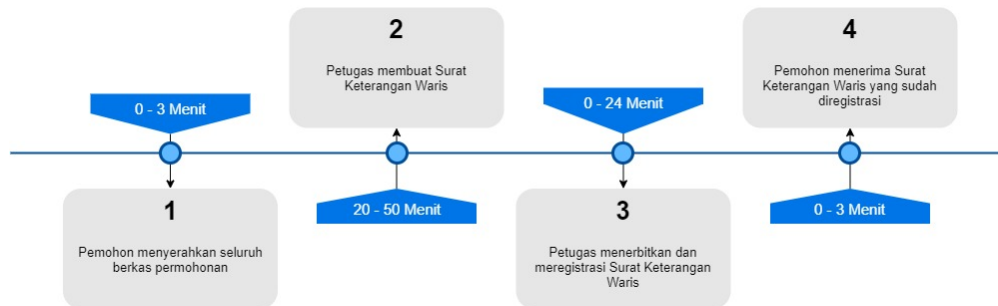 0 - 3 Menit
1
Pemohon menyerahkan seluruh
berkas permohonan
2
Petugas membuat Surat
Keterangan Waris
20 - 50 Menit
0 - 24 Menit
3
Petugas menerbitkan dan
meregistrasi Surat Keterangan
Waris
4
Pemohon menerima Surat
Keterangan Waris yang sudah
diregistrasi
0 - 3 Menit